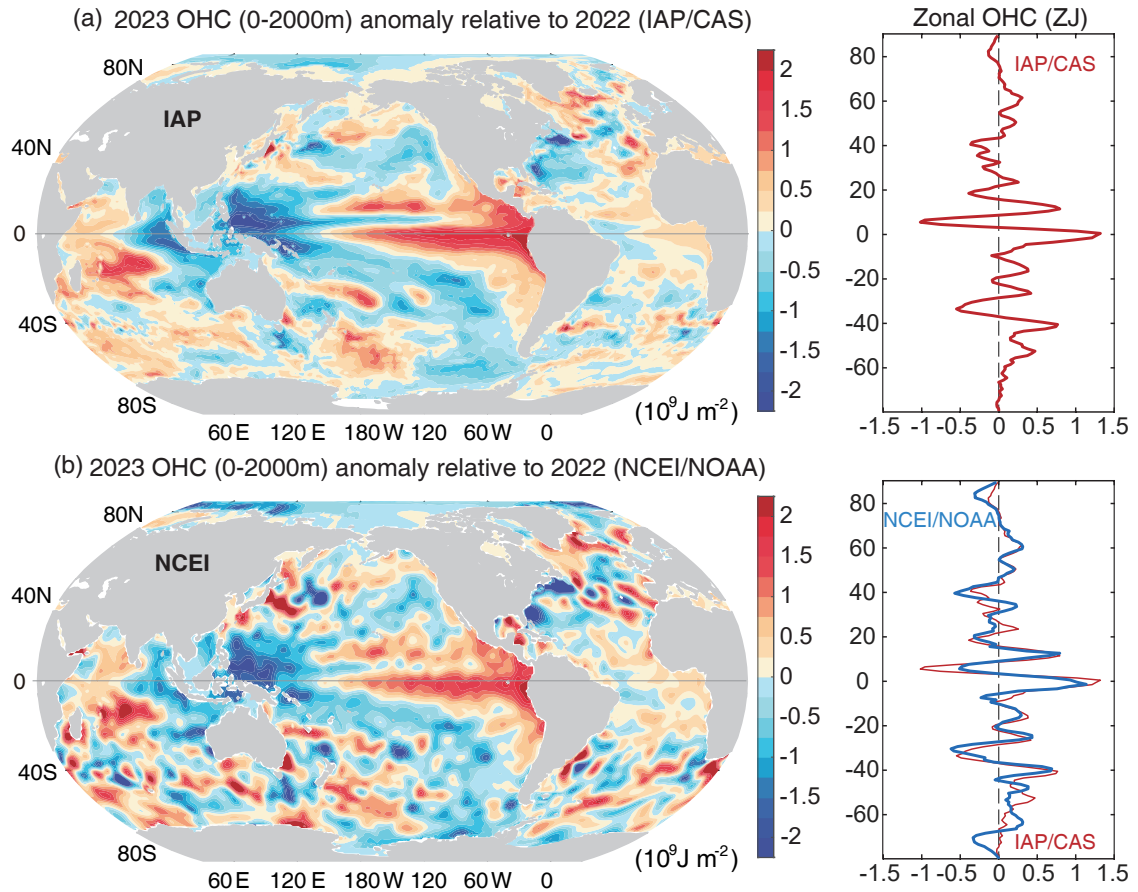 (a) 2023 OHC (0-2000m) anomaly relative to 2022 (IAP/CAS)
Zonal OHC (ZJ)
80N
40N
0
40S
80S
IAP
60 E 120 E 180 W 120 60 W 0
(10⁹J m⁻²)
2
1.5
1
0.5
0
-0.5
-1
-1.5
-2
IAP/CAS
80
60
40
20
0
-20
-40
-60
-1.5 -1 -0.5 0 0.5 1 1.5
(b) 2023 OHC (0-2000m) anomaly relative to 2022 (NCEI/NOAA)
80N
40N
0
40S
80S
NCEI
60 E 120 E 180 W 120 60 W 0
(10⁹J m⁻²)
2
1.5
1
0.5
0
-0.5
-1
-1.5
-2
NCEI/NOAA
80
60
40
20
0
-20
-40
-60
IAP/CAS
-1.5 -1 -0.5 0 0.5 1 1.5